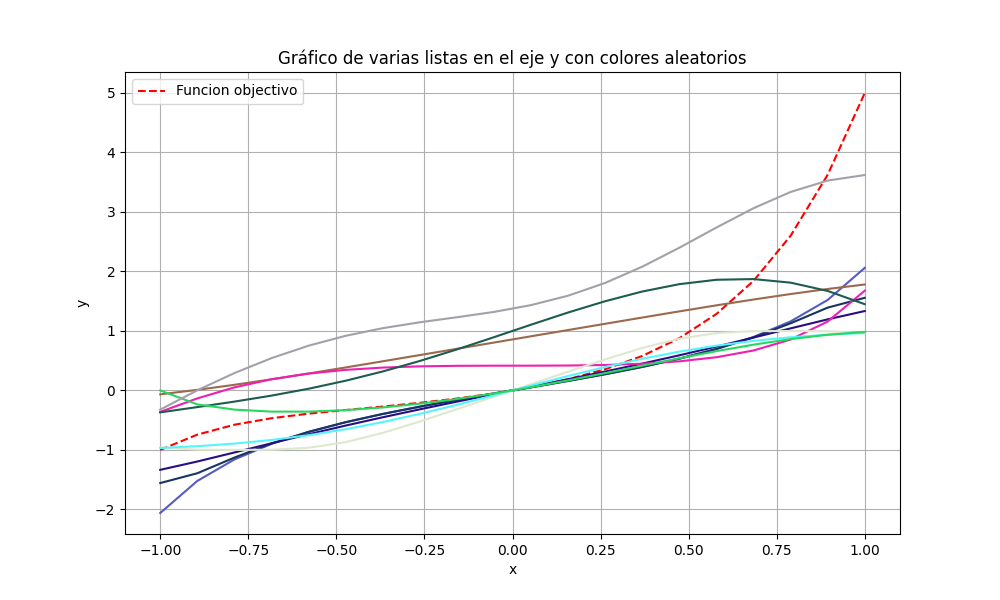 Gráfico de varias listas en el eje y con colores aleatorios
Funcion objectivo
5
4
3
2
1
0
−1
−2
y
−1.00 −0.75 −0.50 −0.25 0.00 0.25 0.50 0.75 1.00
x